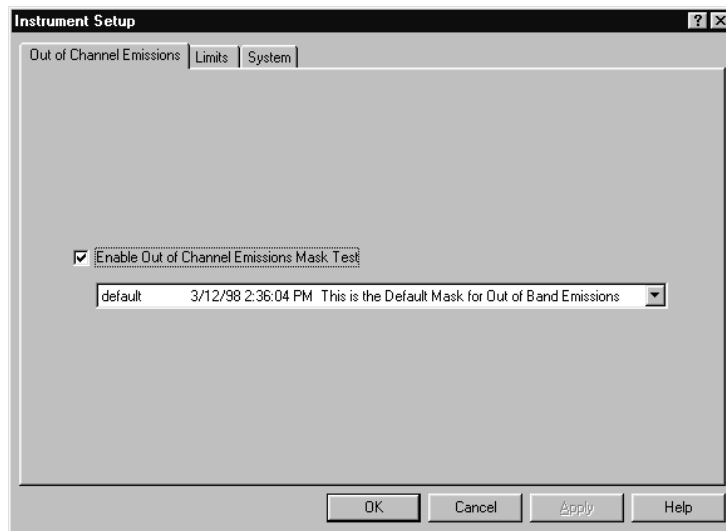 Instrument Setup
Out of Channel Emissions Limits System
Enable Out of Channel Emissions Mask Test
default 3/12/98 2:36:04 PM This is the Default Mask for Out of Band Emissions
OK Cancel Apply Help